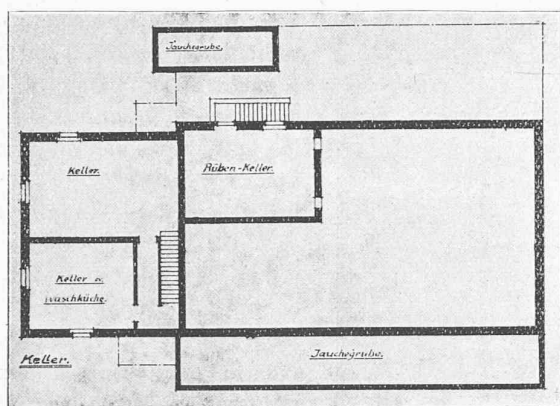 Jauchegrube.
Keller.
Rüben-Keller.
Keller u.
Waschküche.
Keller.
Jauchegrube.